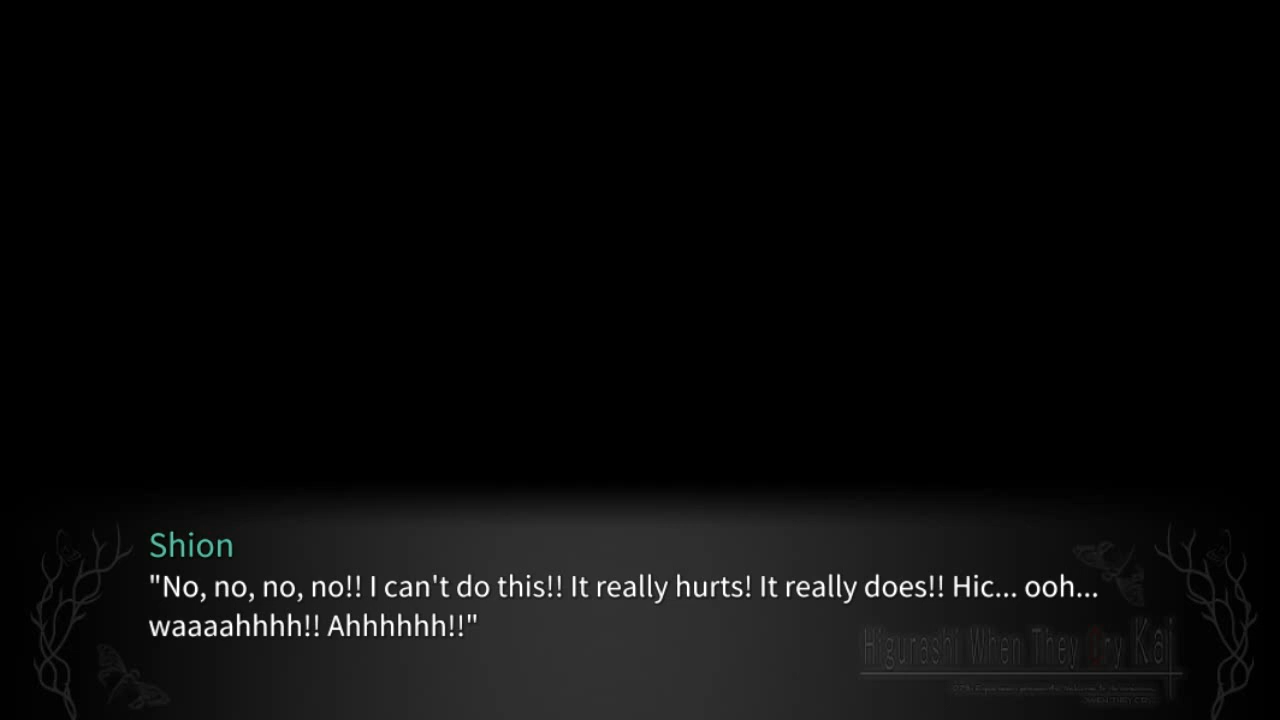 Shion
"No, no, no, no!! I can't do this!! It really hurts! It really does!! Hic... ooh...
waaaahhhh!! Ahhhhhh!!"
Higurashi When They Cry Kai